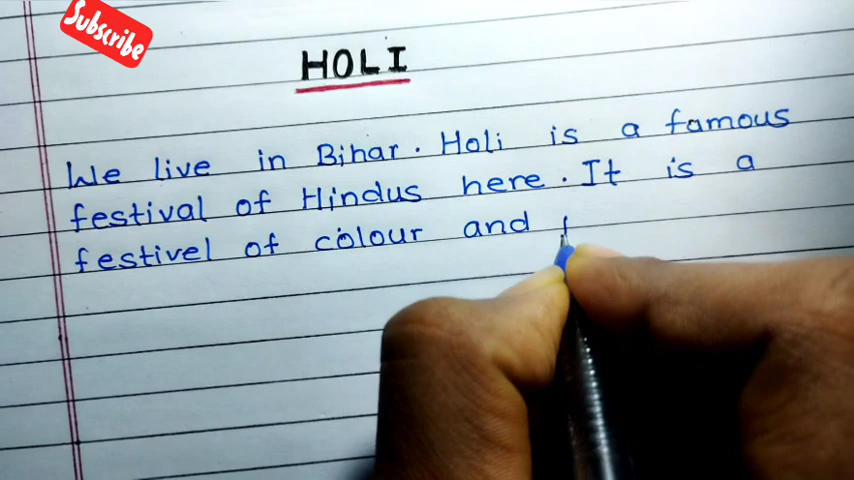 Subscribe
HOLI
We live in Bihar. Holi is a famous
festival of Hindus here. It is a
festivel of colour and